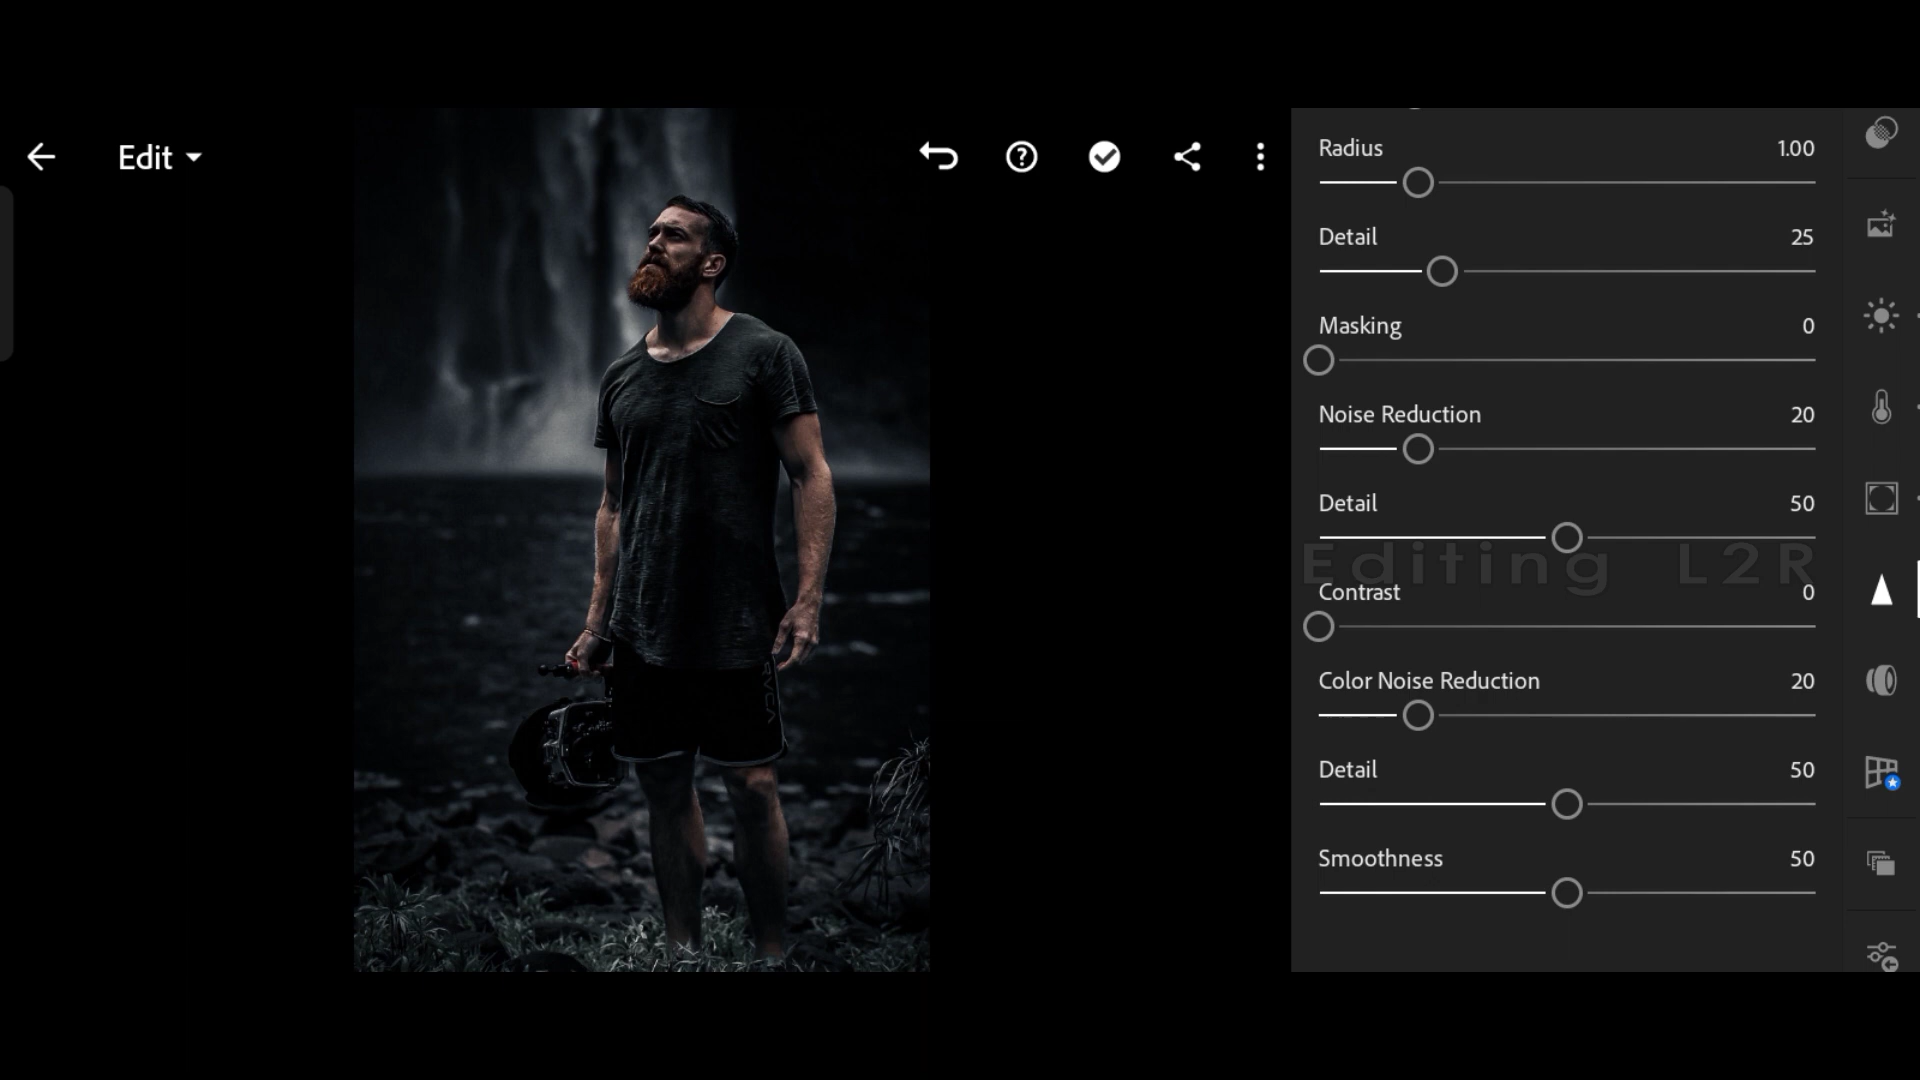 Edit
Radius 1.00
Detail 25
Masking 0
Noise Reduction 20
Detail 50
Editing L2R
Contrast 0
Color Noise Reduction 20
Detail 50
Smoothness 50
RVCA